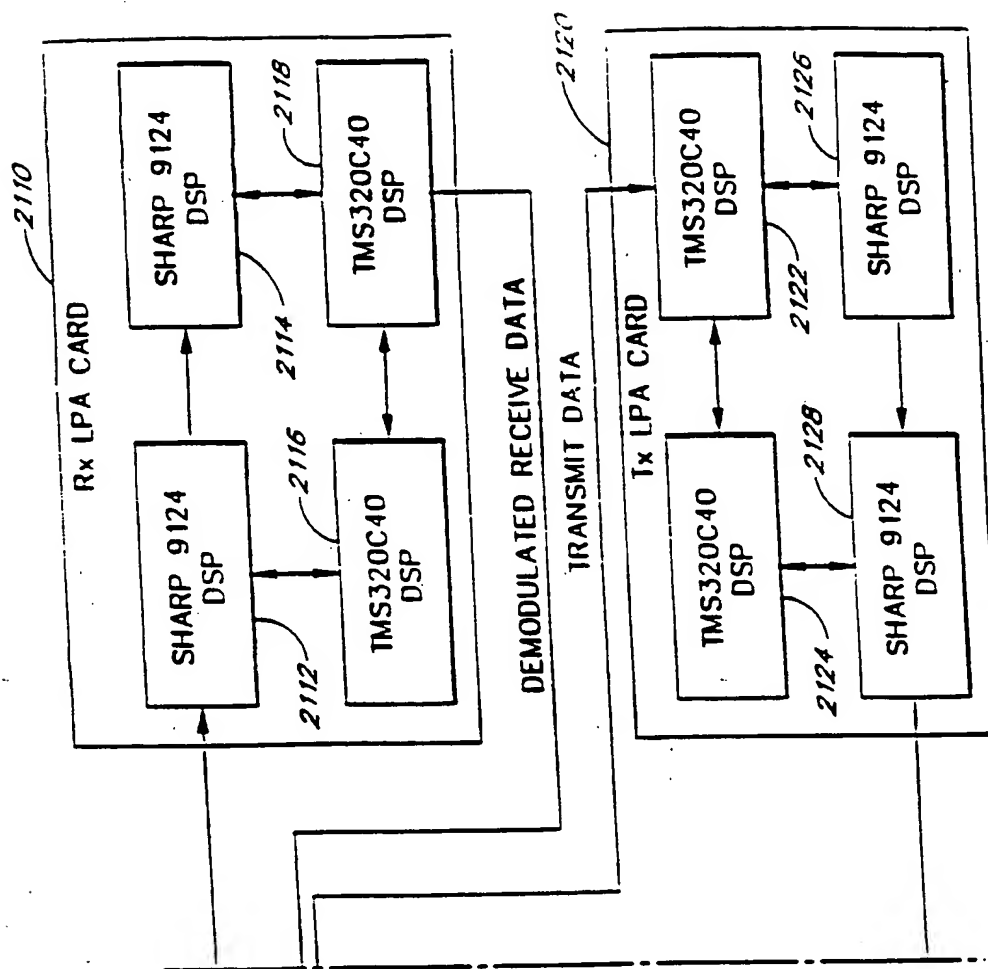 2110
Rx LPA CARD
SHARP 9124
DSP
2112
SHARP 9124
DSP
2114
TMS320C40
DSP
2116
TMS320C40
DSP
2118
DEMODULATED RECEIVE DATA
TRANSMIT DATA
2120
Tx LPA CARD
TMS320C40
DSP
2124
TMS320C40
DSP
2122
SHARP 9124
DSP
2128
SHARP 9124
DSP
2126